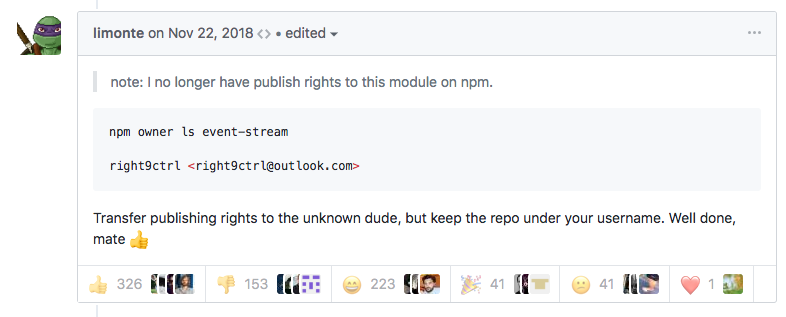 limonte on Nov 22, 2018 <> • edited
note: I no longer have publish rights to this module on npm.
npm owner ls event-stream
right9ctrl <right9ctrl@outlook.com>
Transfer publishing rights to the unknown dude, but keep the repo under your username. Well done,
mate 👍
👍 326 👎 153 😄 223 🎉 41 😕 41 ❤️ 1